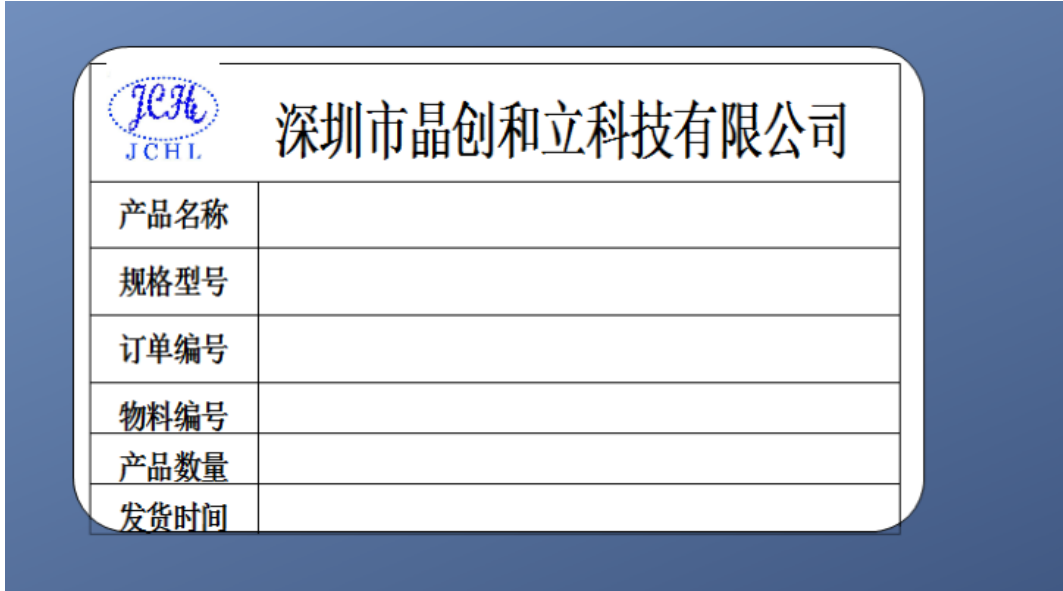 JCHL
JCHL
深圳市晶创和立科技有限公司
产品名称
规格型号
订单编号
物料编号
产品数量
发货时间